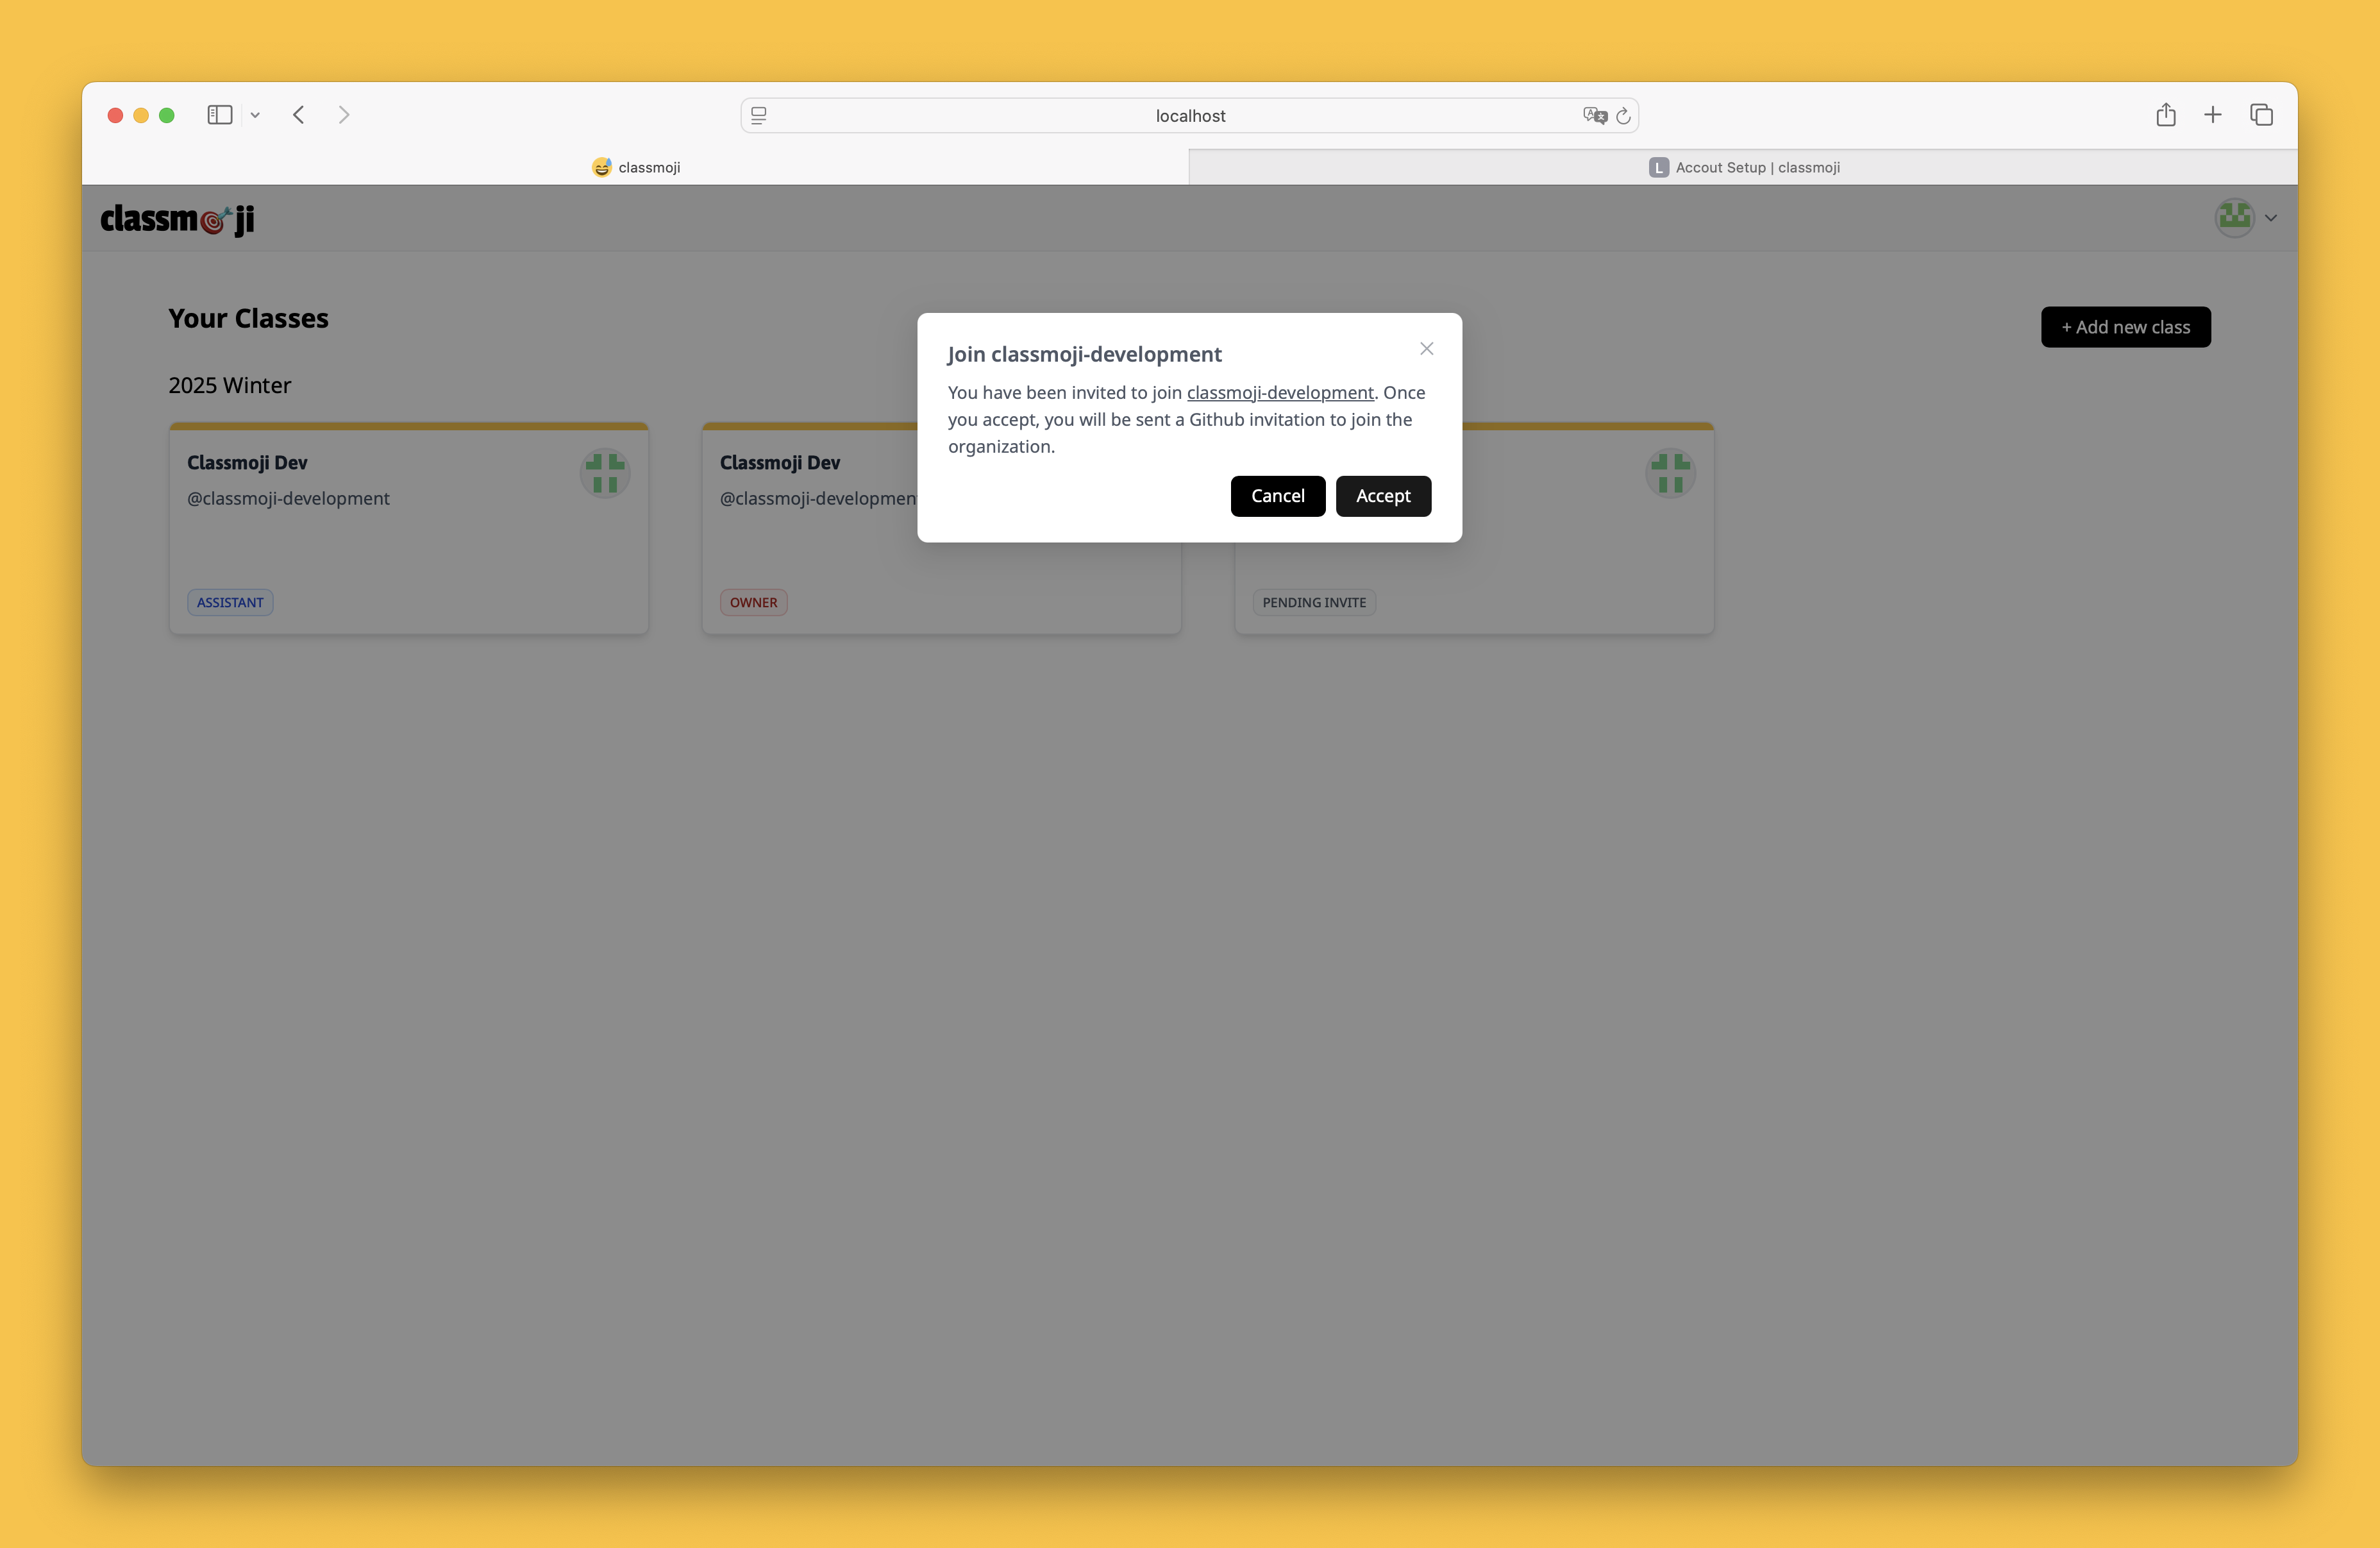 localhost
classmoji
L Accout Setup | classmoji
classm🎯ji
Your Classes
+ Add new class
2025 Winter
Join classmoji-development
You have been invited to join classmoji-development. Once
you accept, you will be sent a Github invitation to join the
organization.
Cancel
Accept
Classmoji Dev
@classmoji-development
ASSISTANT
Classmoji Dev
@classmoji-developmen
OWNER
PENDING INVITE